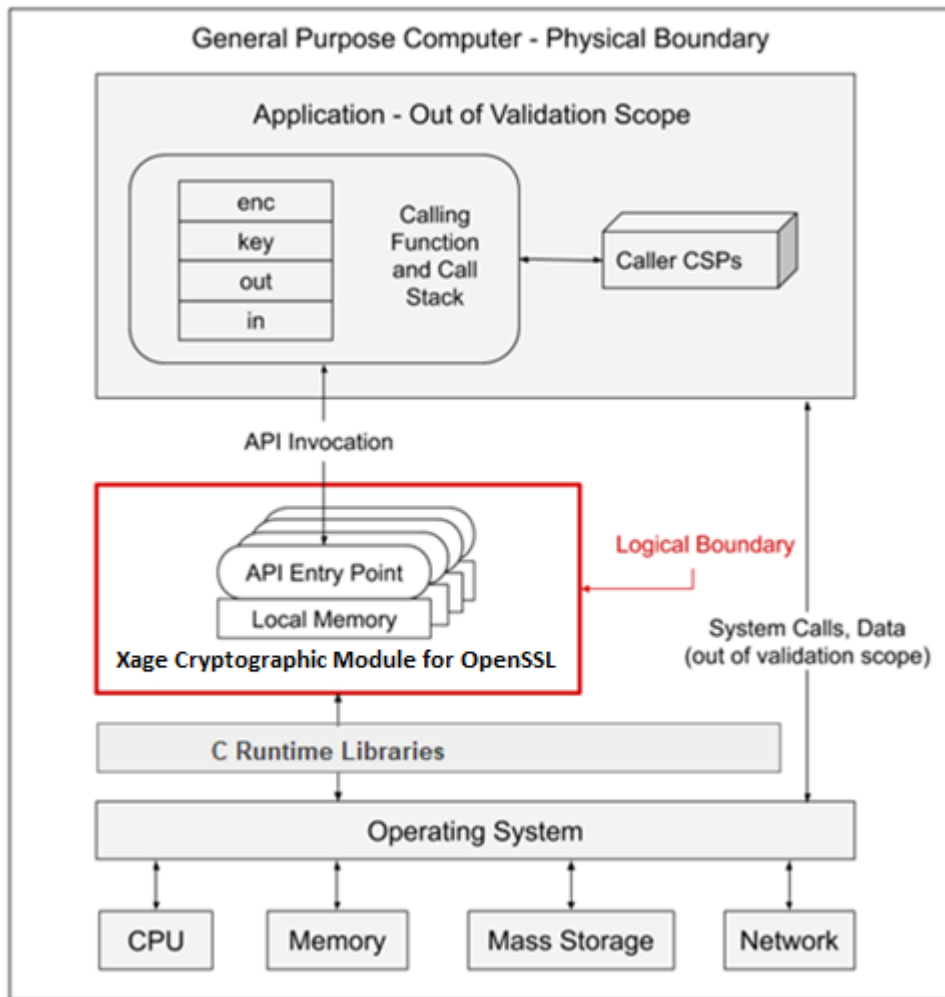 General Purpose Computer - Physical Boundary
Application - Out of Validation Scope
enc
key
out
in
Calling
Function
and Call
Stack
Caller CSPs
API Invocation
API Entry Point
Local Memory
Xage Cryptographic Module for OpenSSL
Logical Boundary
System Calls, Data
(out of validation scope)
C Runtime Libraries
Operating System
CPU
Memory
Mass Storage
Network